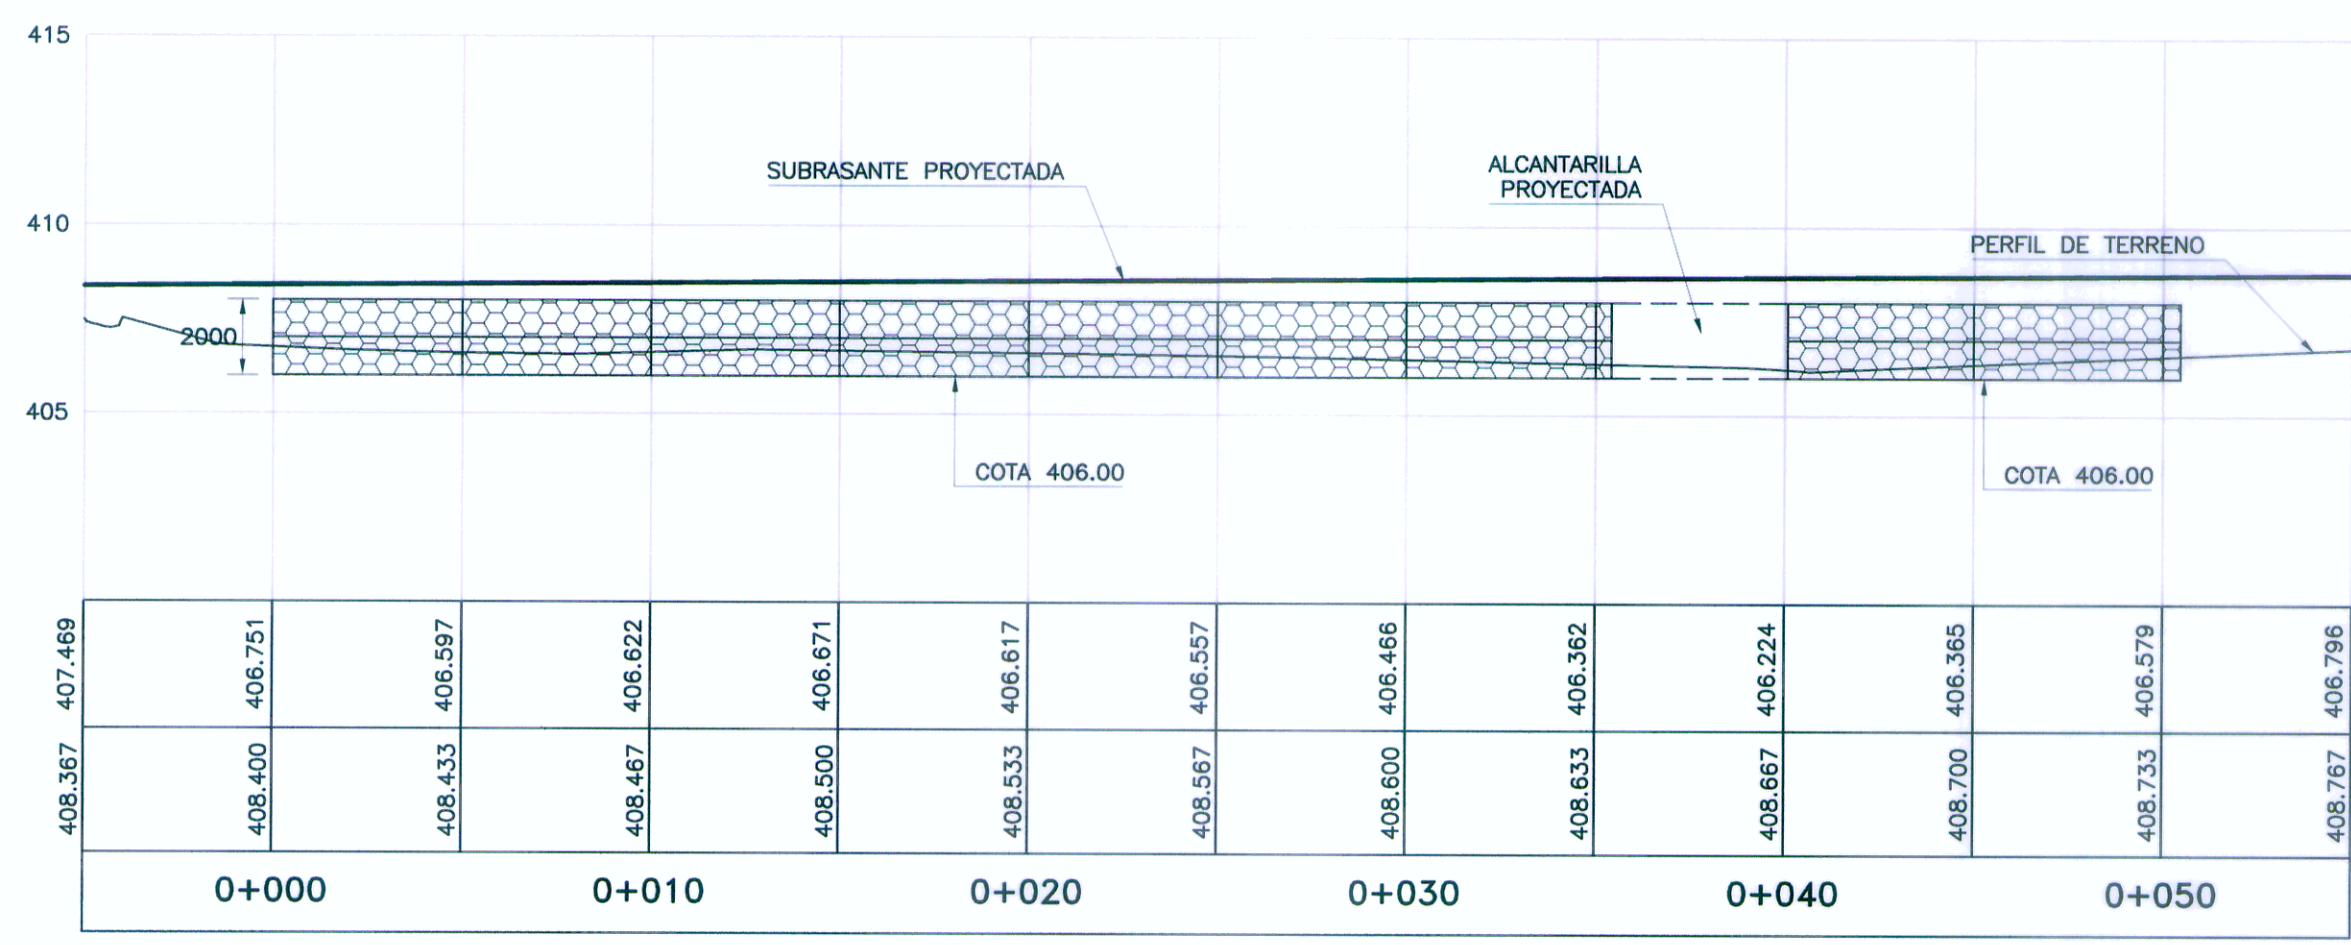 415
SUBRASANTE PROYECTADA
ALCANTARILLA
PROYECTADA
410
PERFIL DE TERRENO
2000
405
COTA 406.00
COTA 406.00
407.469 406.751 406.597 406.622 406.671 406.617 406.557 406.466 406.362 406.224 406.365 406.579 406.796
408.367 408.400 408.433 408.467 408.500 408.533 408.567 408.600 408.633 408.667 408.700 408.733 408.767
0+000 0+010 0+020 0+030 0+040 0+050